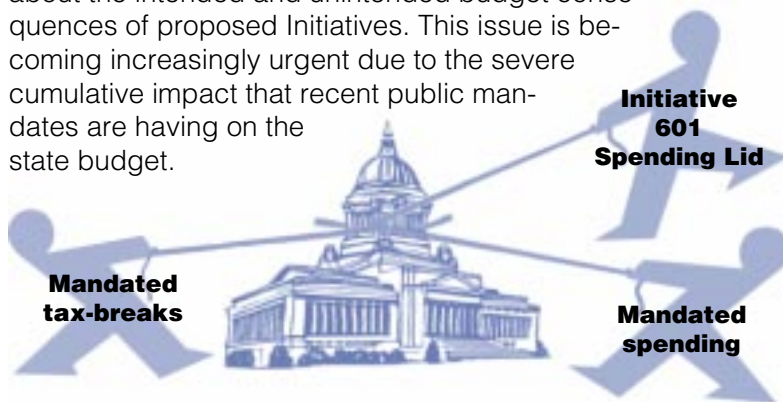 quences of proposed Initiatives. This issue is be-
coming increasingly urgent due to the severe
cumulative impact that recent public man-
dates are having on the
state budget.
Initiative
601
Spending Lid
Mandated
tax-breaks
Mandated
spending